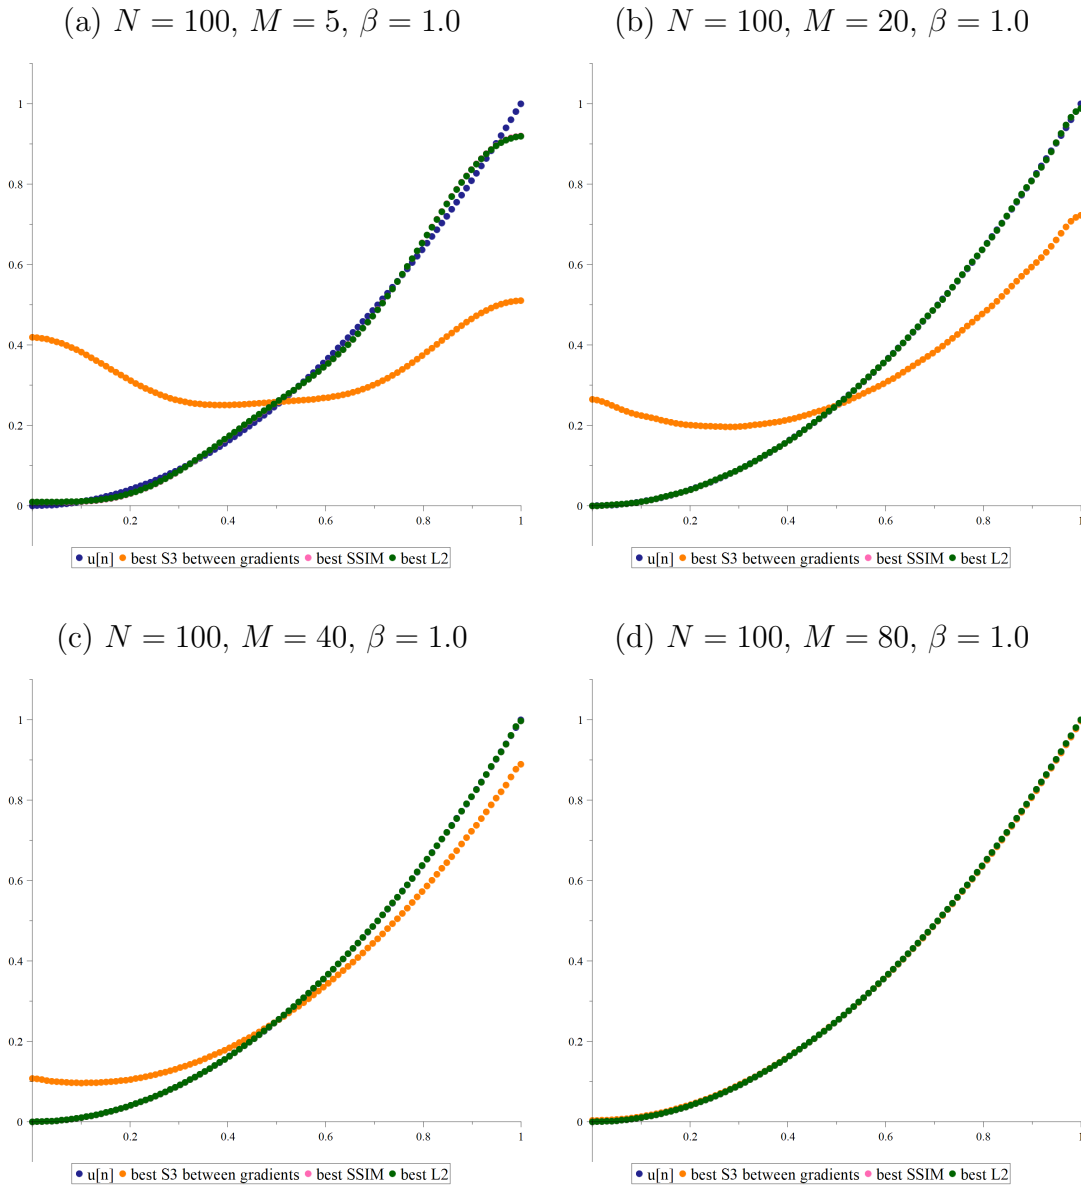 (a) N = 100, M = 5, β = 1.0
1
0.8
0.6
0.4
0.2
0
0.2 0.4 0.6 0.8 1
u[n] best S3 between gradients best SSIM best L2
(b) N = 100, M = 20, β = 1.0
1
0.8
0.6
0.4
0.2
0
0.2 0.4 0.6 0.8 1
u[n] best S3 between gradients best SSIM best L2
(c) N = 100, M = 40, β = 1.0
1
0.8
0.6
0.4
0.2
0
0.2 0.4 0.6 0.8 1
u[n] best S3 between gradients best SSIM best L2
(d) N = 100, M = 80, β = 1.0
1
0.8
0.6
0.4
0.2
0
0.2 0.4 0.6 0.8 1
u[n] best S3 between gradients best SSIM best L2